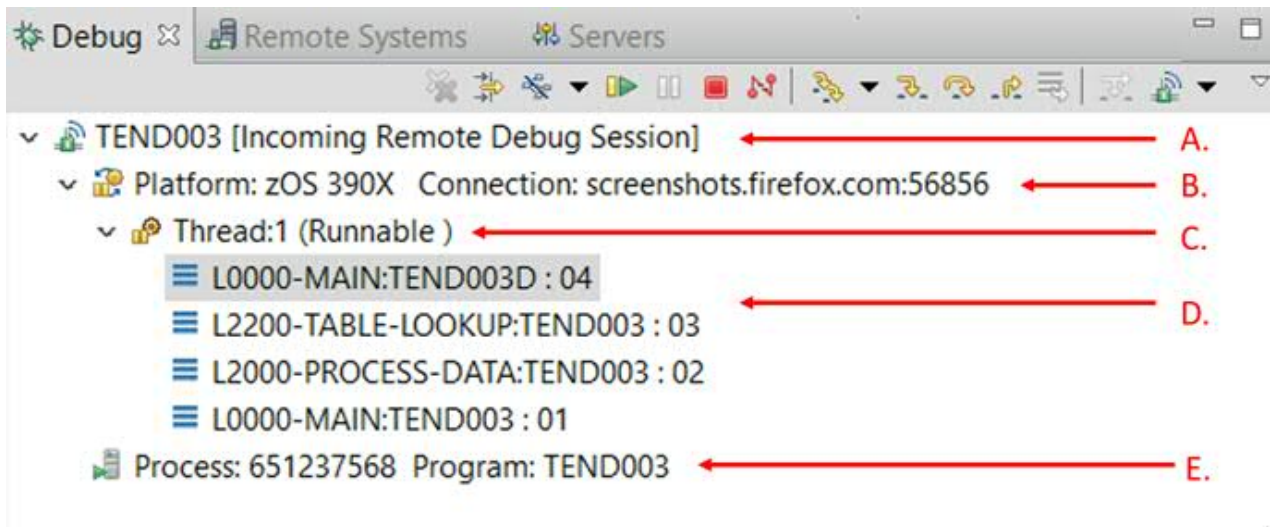 Debug Remote Systems Servers
TEND003 [Incoming Remote Debug Session] A.
Platform: zOS 390X Connection: screenshots.firefox.com:56856 B.
Thread:1 (Runnable ) C.
L0000-MAIN:TEND003D : 04
D.
L2200-TABLE-LOOKUP:TEND003 : 03
L2000-PROCESS-DATA:TEND003 : 02
L0000-MAIN:TEND003 : 01
Process: 651237568 Program: TEND003 E.